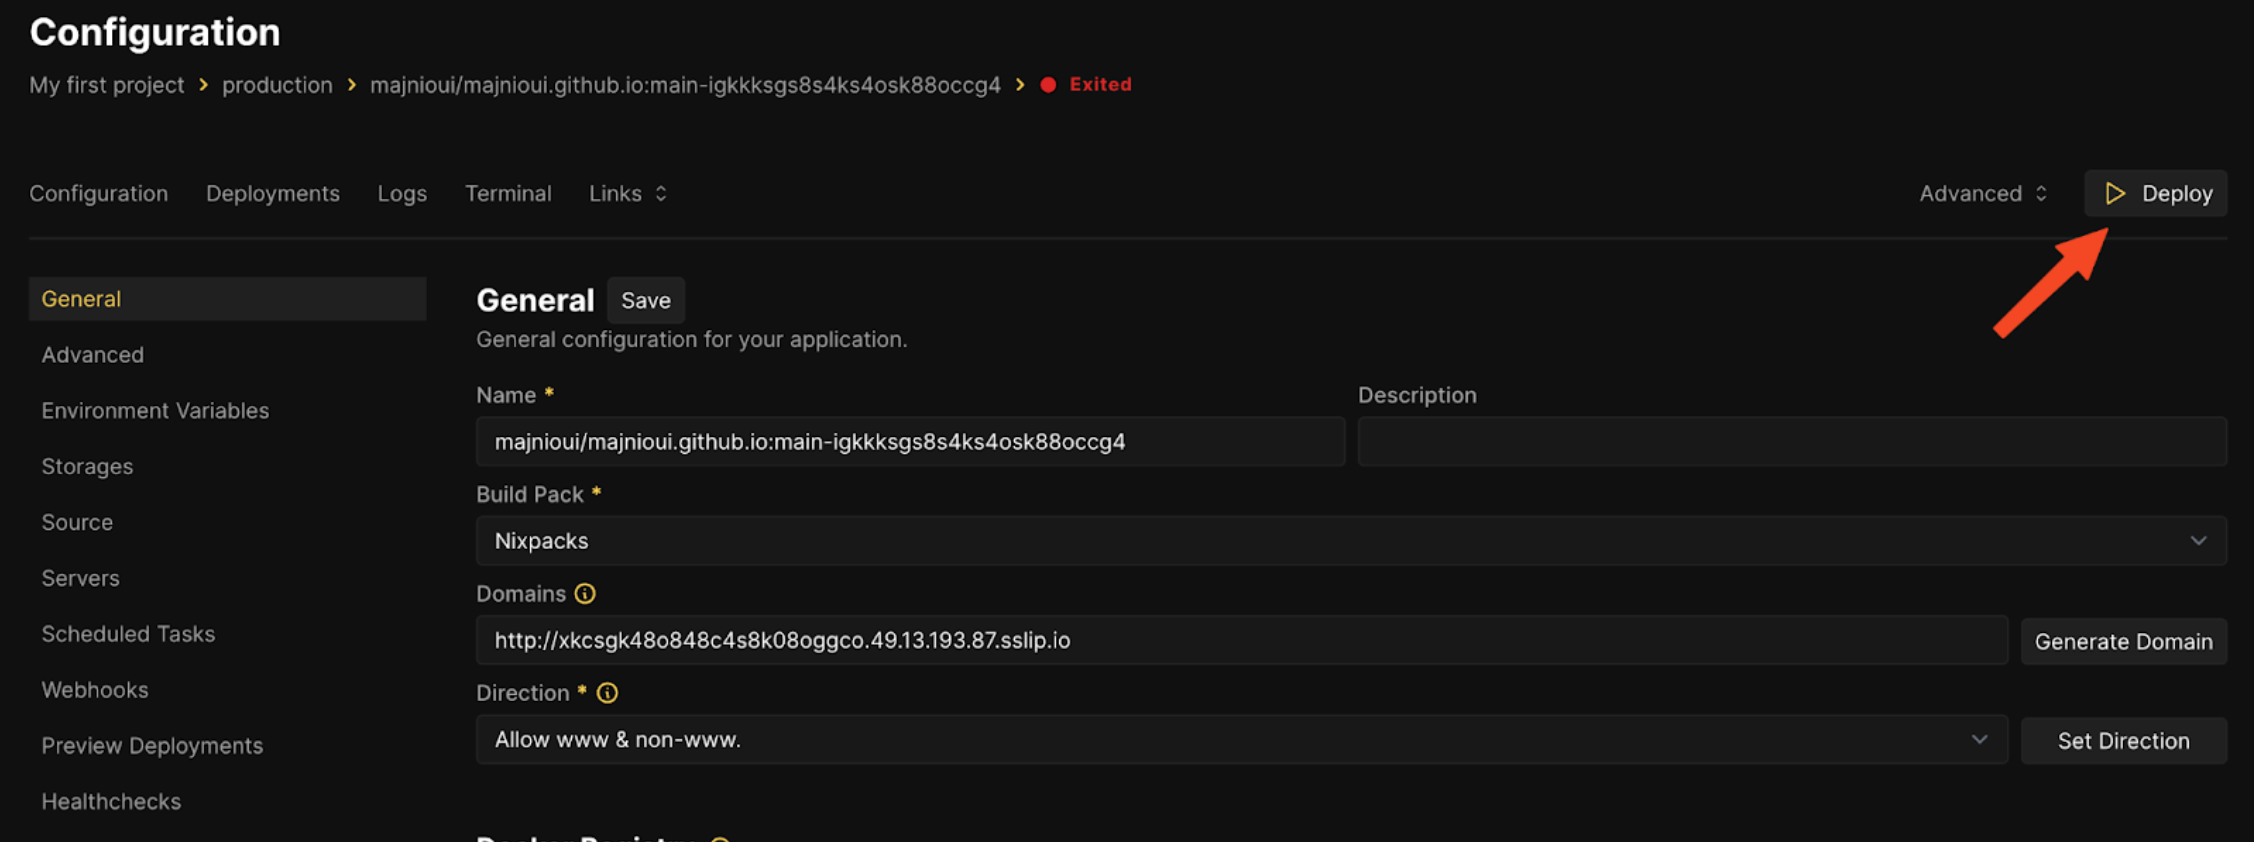 Configuration
My first project > production > majnioui/majnioui.github.io:main-igkkksgs8s4ks4osk88occg4 > Exited
Configuration Deployments Logs Terminal Links Advanced Deploy
General
Advanced
Environment Variables
Storages
Source
Servers
Scheduled Tasks
Webhooks
Preview Deployments
Healthchecks
General Save
General configuration for your application.
Name * Description
majnioui/majnioui.github.io:main-igkkksgs8s4ks4osk88occg4
Build Pack *
Nixpacks
Domains
http://xkcsgk48o848c4s8k08oggco.49.13.193.87.sslip.io Generate Domain
Direction *
Allow www & non-www. Set Direction